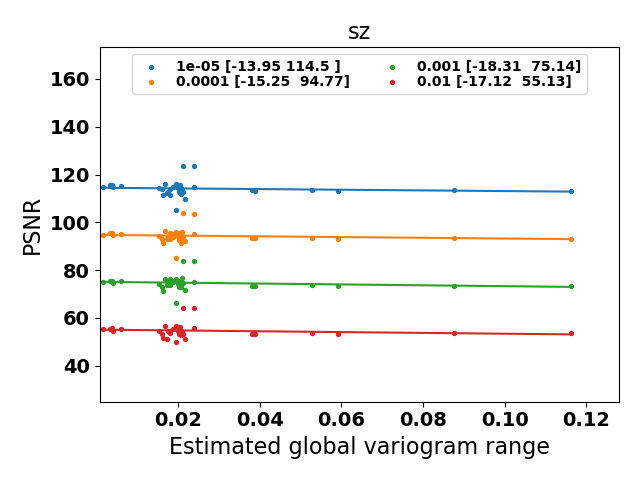 sz
1e-05 [-13.95 114.5 ]
0.0001 [-15.25  94.77]
0.001 [-18.31  75.14]
0.01 [-17.12  55.13]
160
140
120
100
80
60
40
PSNR
0.02 0.04 0.06 0.08 0.10 0.12
Estimated global variogram range